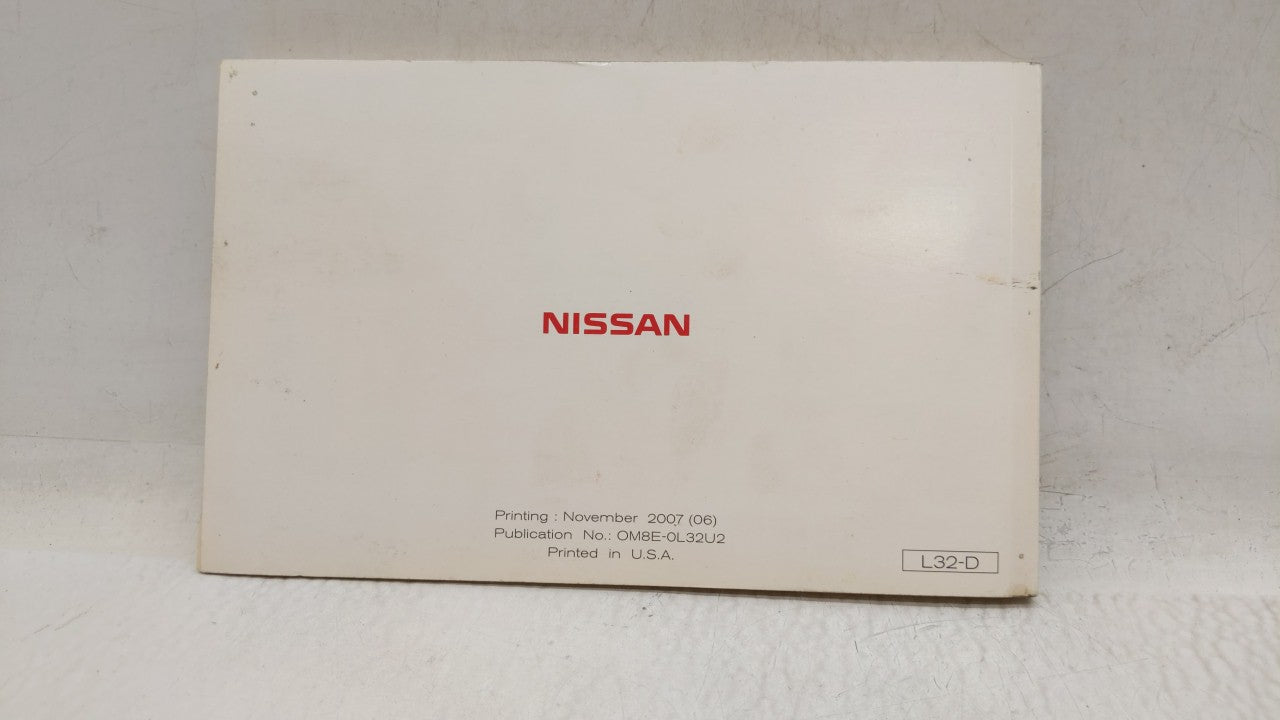 NISSAN
Printing : November 2007 (06)
Publication No.: OM8E-0L32U2
Printed in U.S.A.
L32-D